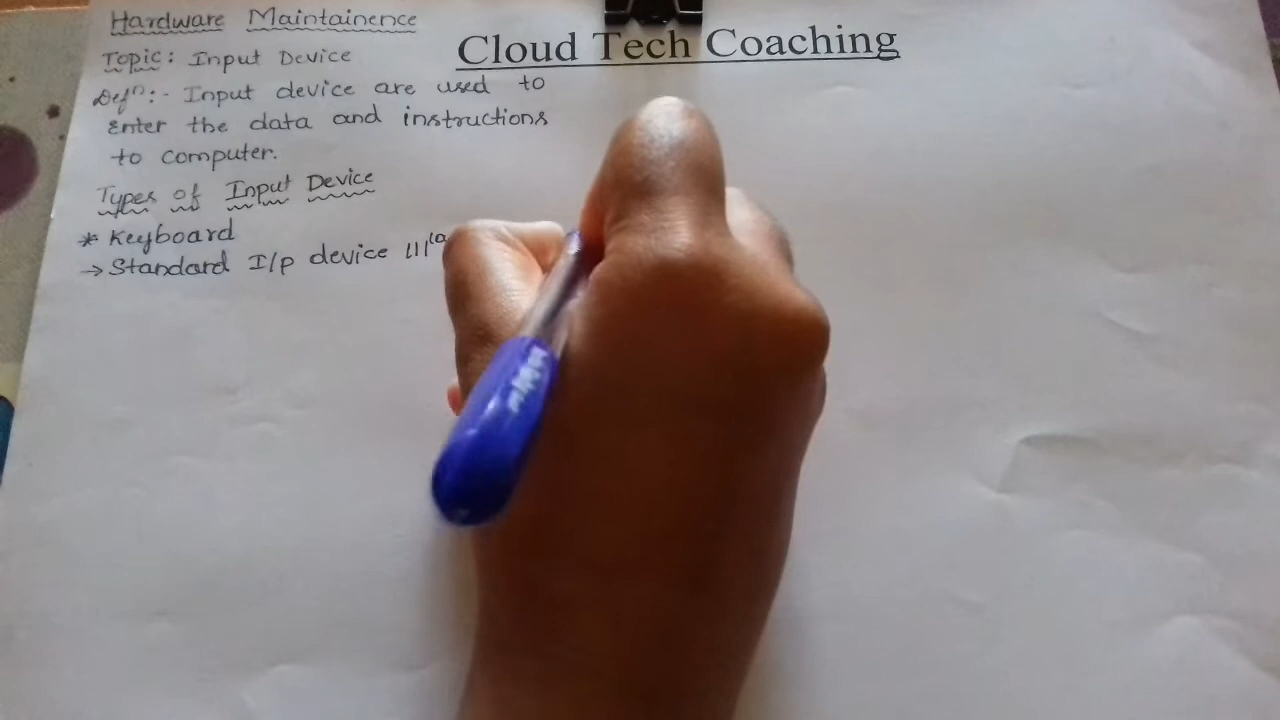 Hardware Maintainence
Cloud Tech Coaching
Topic: Input Device
Defn:- Input device are used to
Enter the data and instructions
to computer.
Types of Input Device
* Keyboard
→ Standard I/p device